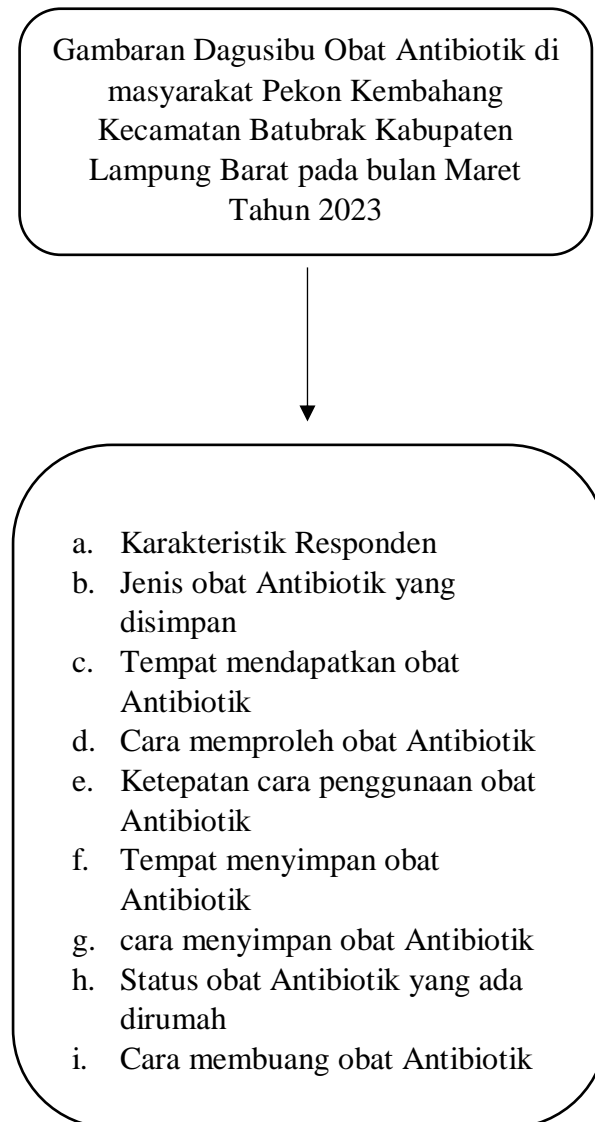 Gambaran Dagusibu Obat Antibiotik di
masyarakat Pekon Kembahang
Kecamatan Batubrak Kabupaten
Lampung Barat pada bulan Maret
Tahun 2023
a. Karakteristik Responden
b. Jenis obat Antibiotik yang
disimpan
c. Tempat mendapatkan obat
Antibiotik
d. Cara memproleh obat Antibiotik
e. Ketepatan cara penggunaan obat
Antibiotik
f. Tempat menyimpan obat
Antibiotik
g. cara menyimpan obat Antibiotik
h. Status obat Antibiotik yang ada
dirumah
i. Cara membuang obat Antibiotik